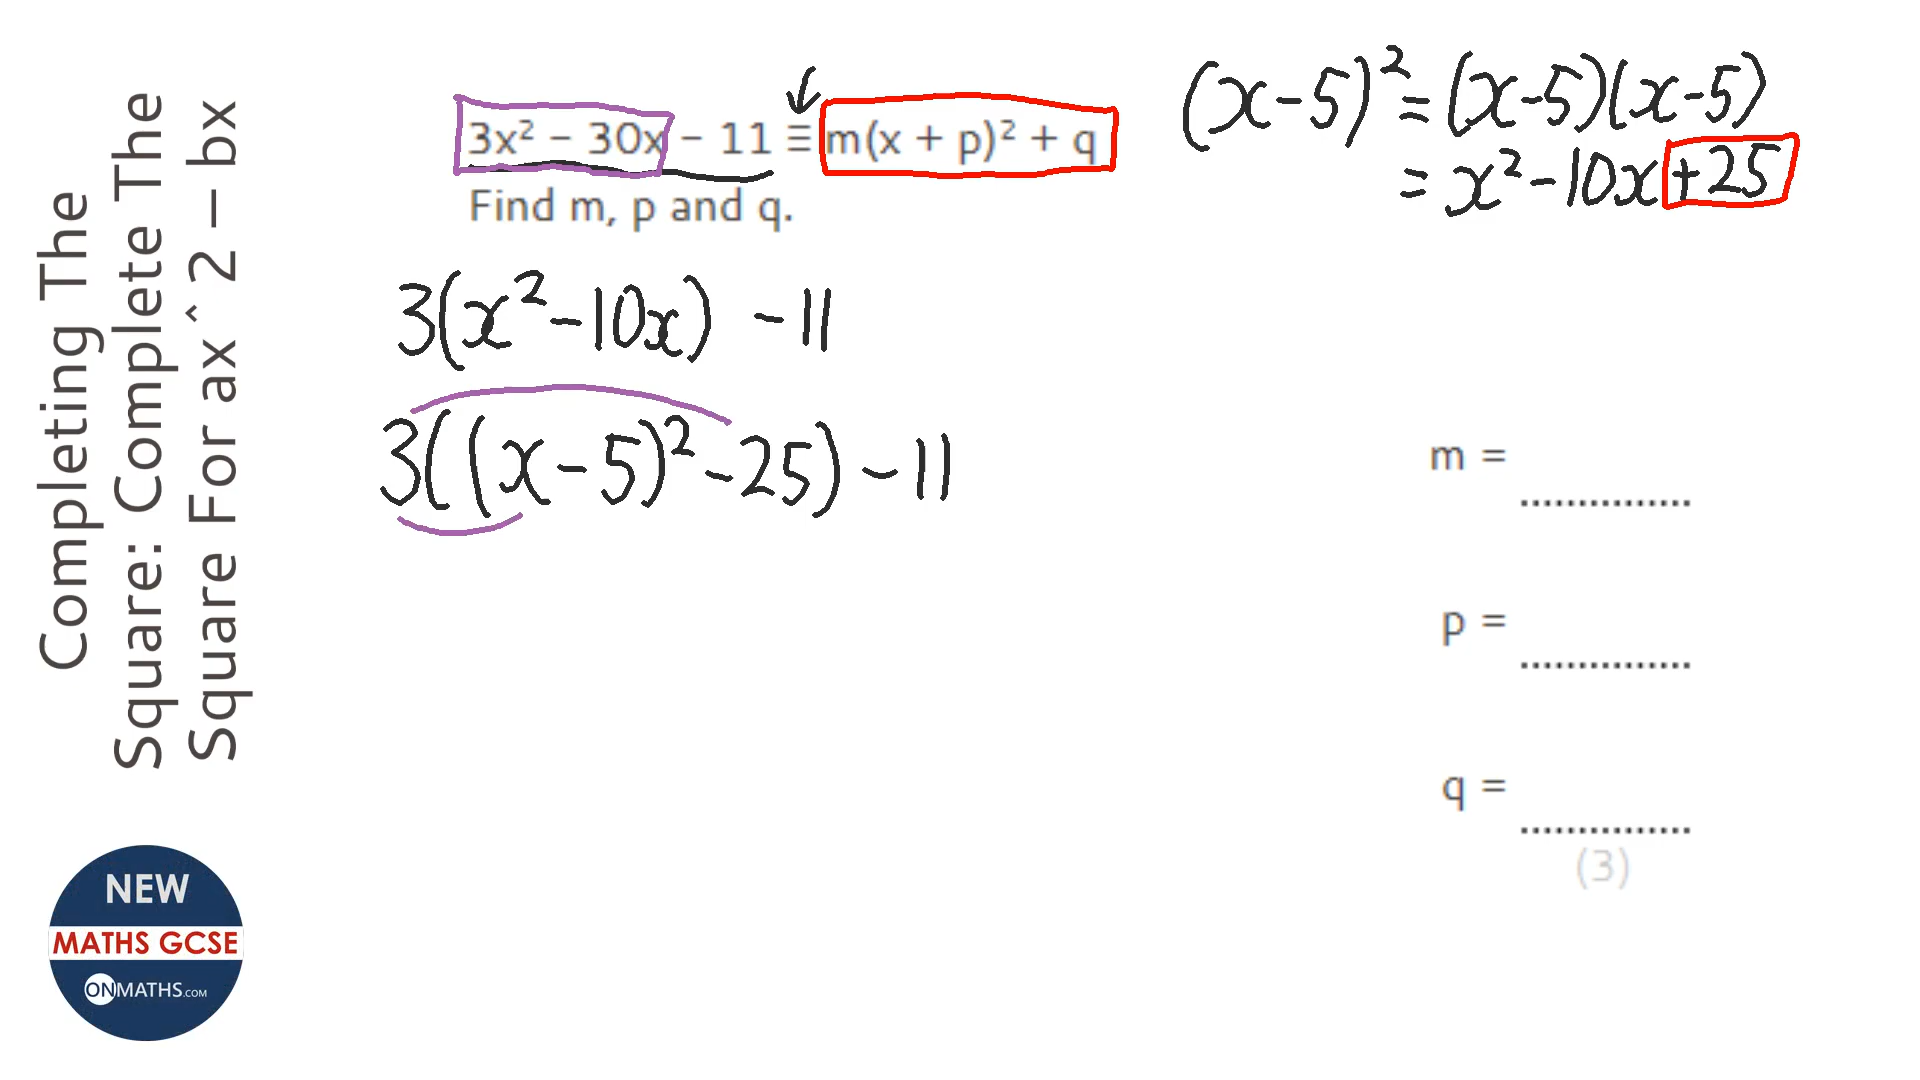 Completing The
Square: Complete The
Square For ax^2 – bx
3x² − 30x − 11 ≡ m(x + p)² + q
Find m, p and q.
(x-5)² = (x-5)(x-5)
= x² -10x +25
3(x² -10x) -11
3((x-5)² -25) -11
m =
p =
q =
(3)
NEW
MATHS GCSE
ONMATHS.COM